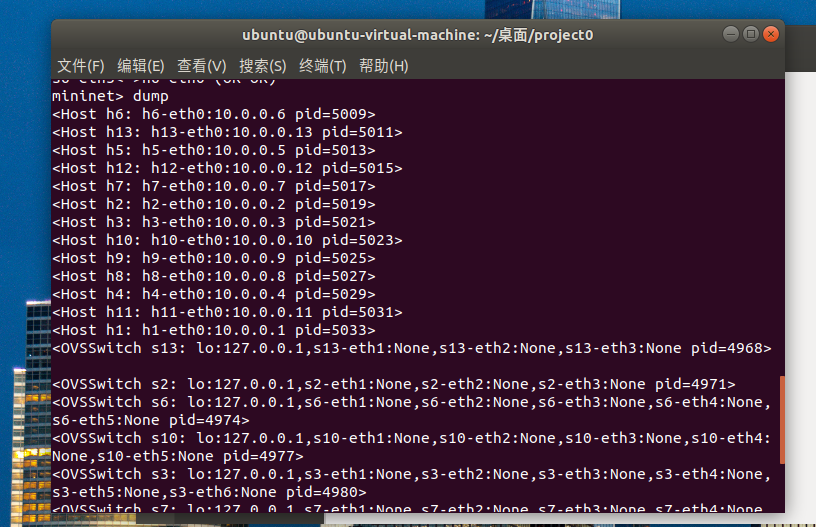 ubuntu@ubuntu-virtual-machine: ~/桌面/project0
文件(F) 编辑(E) 查看(V) 搜索(S) 终端(T) 帮助(H)
mininet> dump
<Host h6: h6-eth0:10.0.0.6 pid=5009>
<Host h13: h13-eth0:10.0.0.13 pid=5011>
<Host h5: h5-eth0:10.0.0.5 pid=5013>
<Host h12: h12-eth0:10.0.0.12 pid=5015>
<Host h7: h7-eth0:10.0.0.7 pid=5017>
<Host h2: h2-eth0:10.0.0.2 pid=5019>
<Host h3: h3-eth0:10.0.0.3 pid=5021>
<Host h10: h10-eth0:10.0.0.10 pid=5023>
<Host h9: h9-eth0:10.0.0.9 pid=5025>
<Host h8: h8-eth0:10.0.0.8 pid=5027>
<Host h4: h4-eth0:10.0.0.4 pid=5029>
<Host h11: h11-eth0:10.0.0.11 pid=5031>
<Host h1: h1-eth0:10.0.0.1 pid=5033>
<OVSSwitch s13: lo:127.0.0.1,s13-eth1:None,s13-eth2:None,s13-eth3:None pid=4968>
<OVSSwitch s2: lo:127.0.0.1,s2-eth1:None,s2-eth2:None,s2-eth3:None pid=4971>
<OVSSwitch s6: lo:127.0.0.1,s6-eth1:None,s6-eth2:None,s6-eth3:None,s6-eth4:None,
s6-eth5:None pid=4974>
<OVSSwitch s10: lo:127.0.0.1,s10-eth1:None,s10-eth2:None,s10-eth3:None,s10-eth4:
None,s10-eth5:None pid=4977>
<OVSSwitch s3: lo:127.0.0.1,s3-eth1:None,s3-eth2:None,s3-eth3:None,s3-eth4:None,
s3-eth5:None,s3-eth6:None pid=4980>
<OVSSwitch s7: lo:127.0.0.1,s7-eth1:None,s7-eth2:None,s7-eth3:None,s7-eth4:None